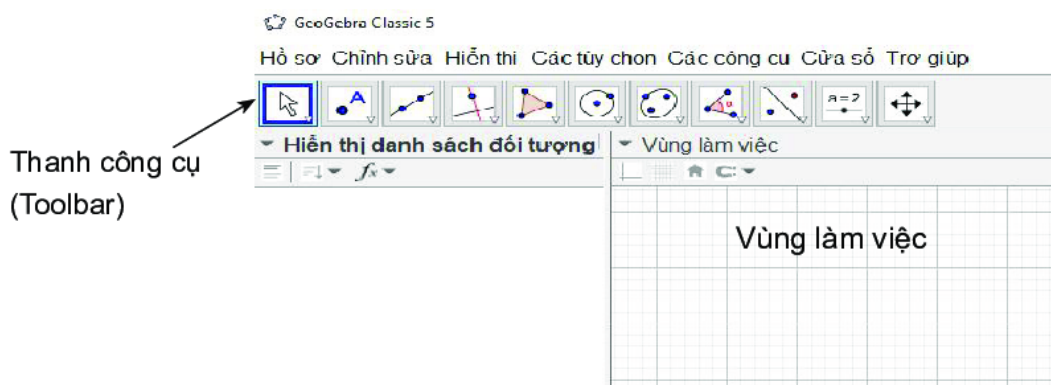 GeoGebra Classic 5
Hồ sơ Chỉnh sửa Hiển thị Các tùy chọn Các công cụ Cửa sổ Trợ giúp
A
a=2
Thanh công cụ
(Toolbar)
Hiển thị danh sách đối tượng
Vùng làm việc
fx
Vùng làm việc